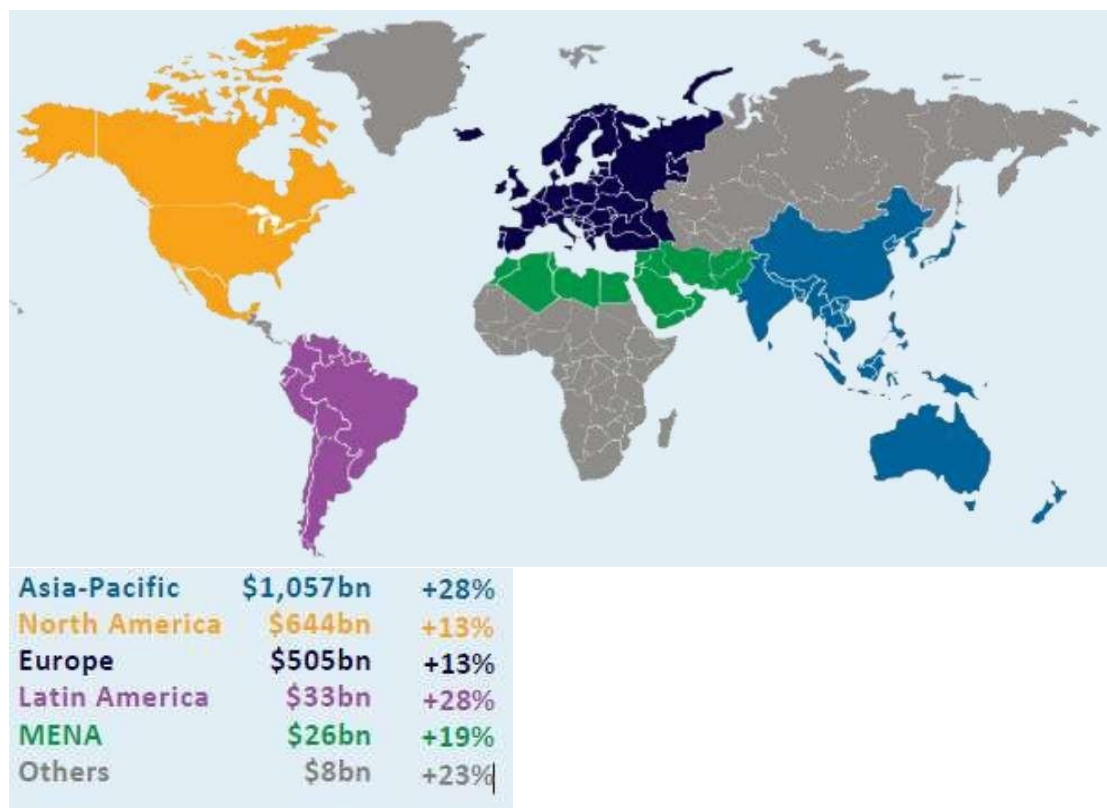 Asia-Pacific $1,057bn +28%
North America $644bn +13%
Europe $505bn +13%
Latin America $33bn +28%
MENA $26bn +19%
Others $8bn +23%